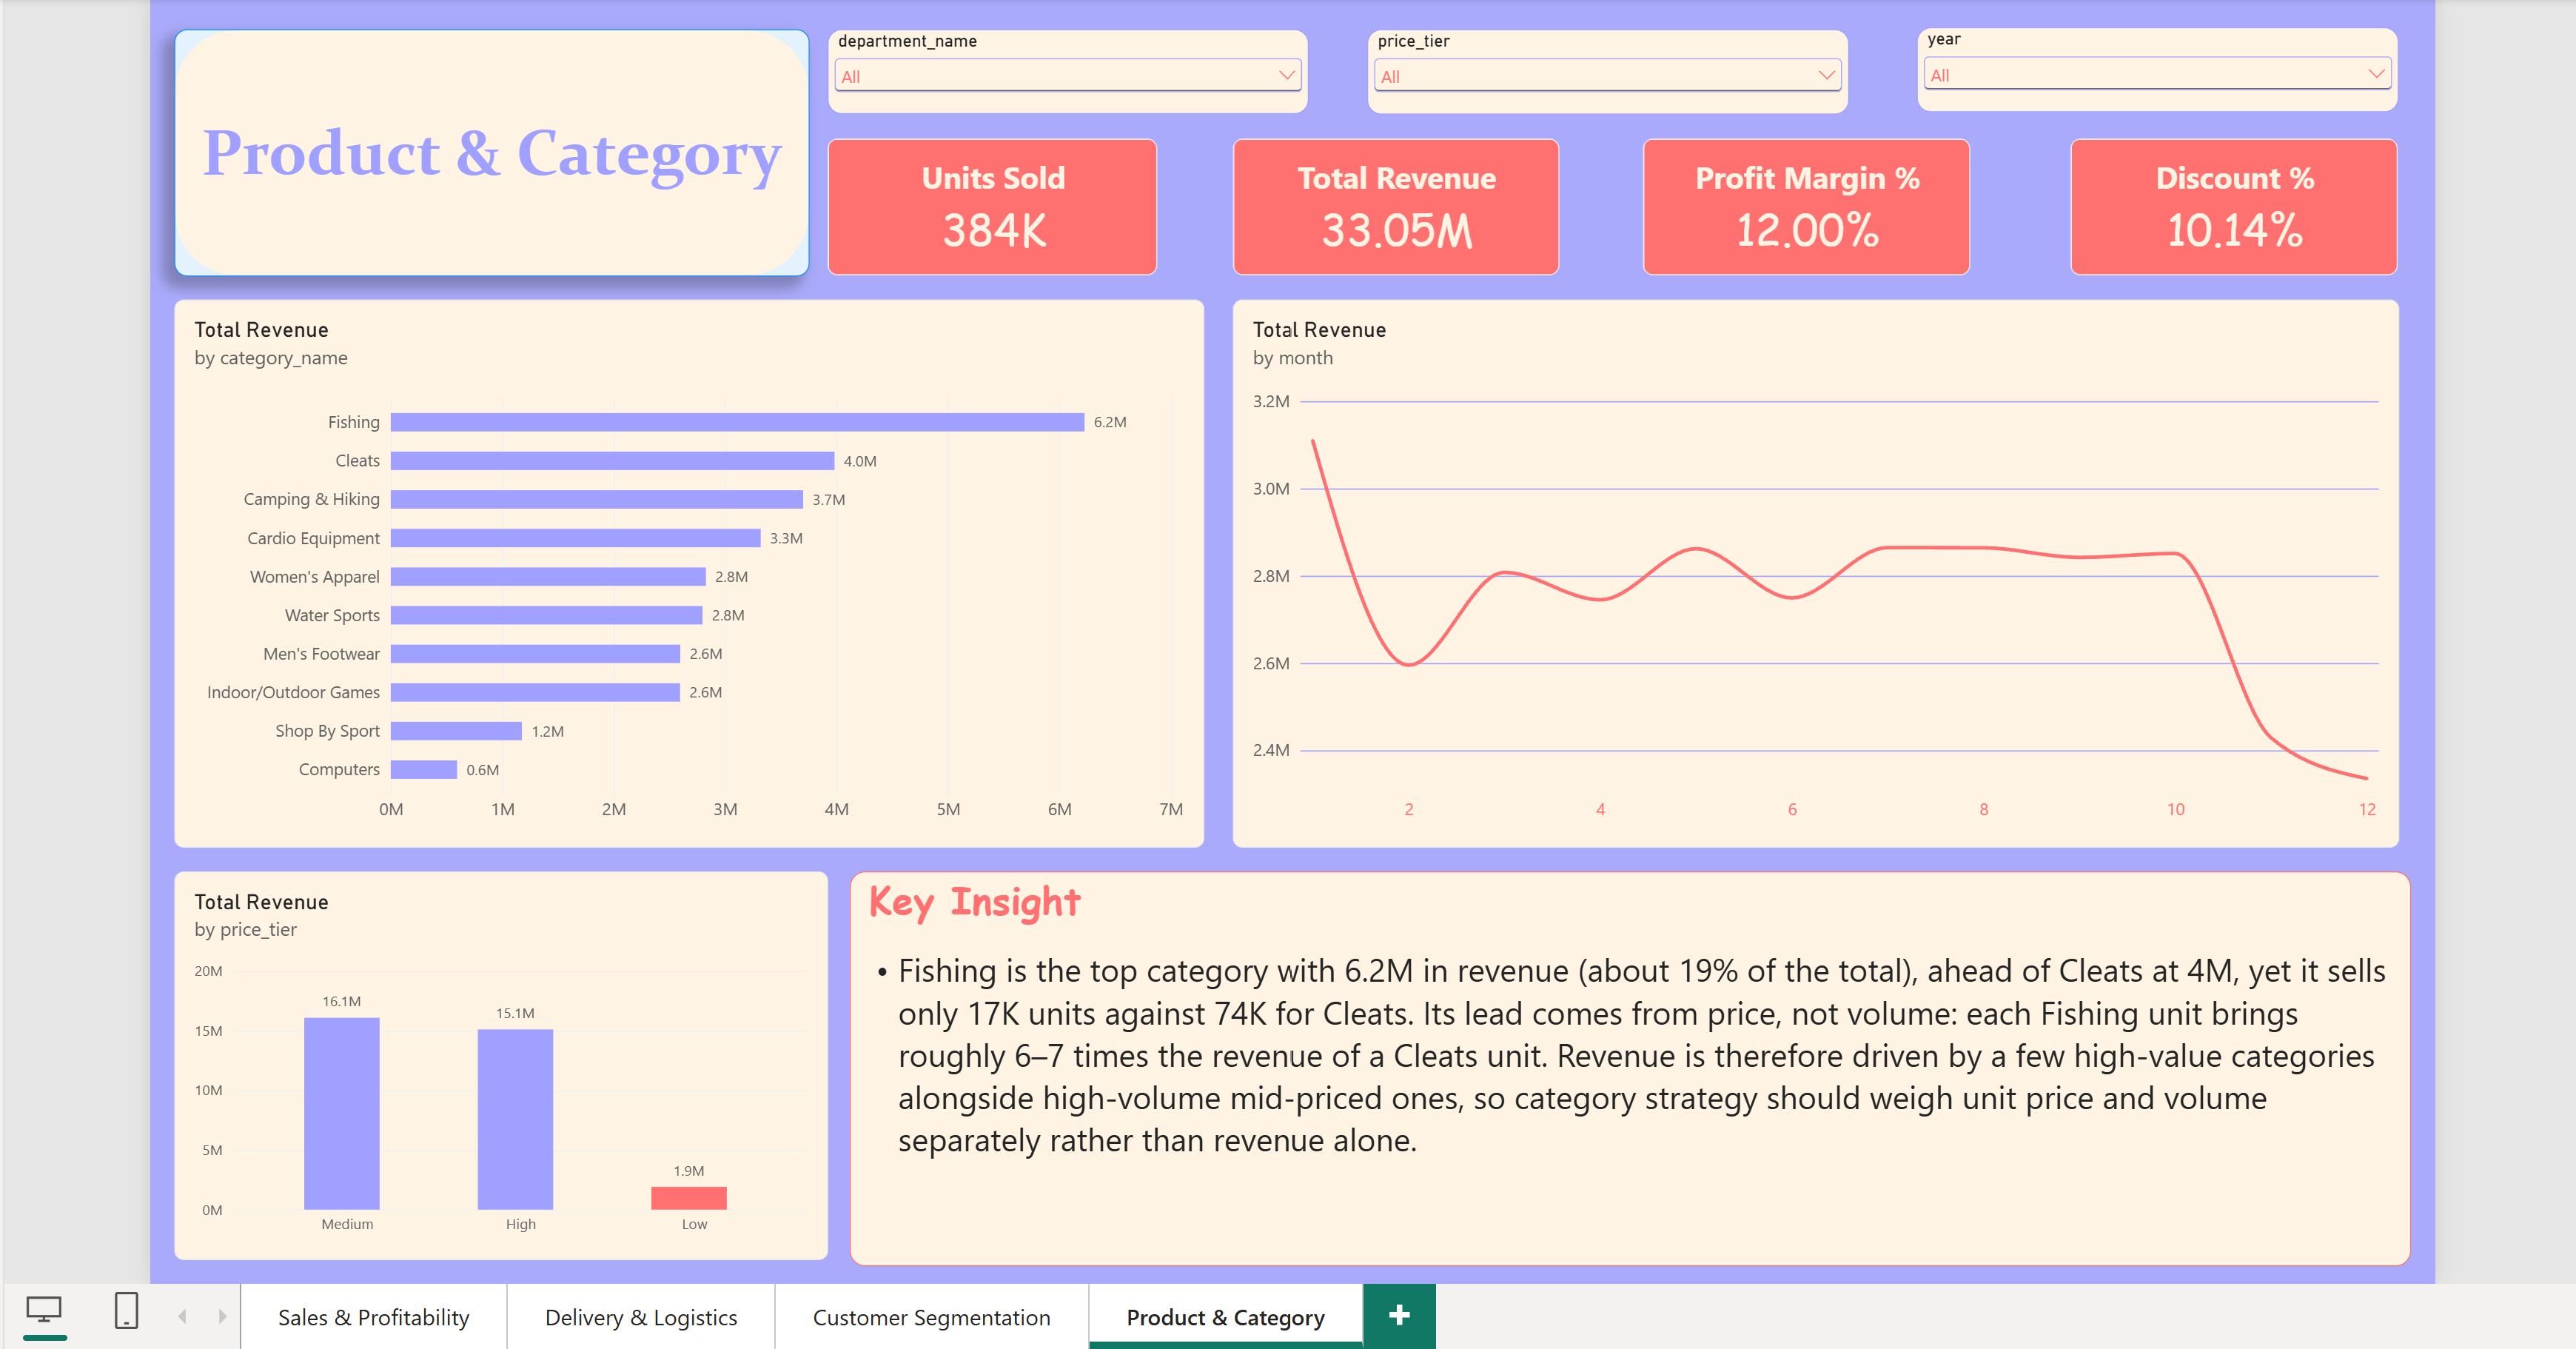 Product & Category
department_name
All
price_tier
All
year
All
Units Sold
384K
Total Revenue
33.05M
Profit Margin %
12.00%
Discount %
10.14%
Total Revenue
by category_name
Fishing 6.2M
Cleats 4.0M
Camping & Hiking 3.7M
Cardio Equipment 3.3M
Women's Apparel 2.8M
Water Sports 2.8M
Men's Footwear 2.6M
Indoor/Outdoor Games 2.6M
Shop By Sport 1.2M
Computers 0.6M
0M 1M 2M 3M 4M 5M 6M 7M
Total Revenue
by month
3.2M
3.0M
2.8M
2.6M
2.4M
2 4 6 8 10 12
Total Revenue
by price_tier
20M
15M
10M
5M
0M
16.1M
15.1M
1.9M
Medium High Low
Key Insight
• Fishing is the top category with 6.2M in revenue (about 19% of the total), ahead of Cleats at 4M, yet it sells
only 17K units against 74K for Cleats. Its lead comes from price, not volume: each Fishing unit brings
roughly 6–7 times the revenue of a Cleats unit. Revenue is therefore driven by a few high-value categories
alongside high-volume mid-priced ones, so category strategy should weigh unit price and volume
separately rather than revenue alone.
Sales & Profitability
Delivery & Logistics
Customer Segmentation
Product & Category